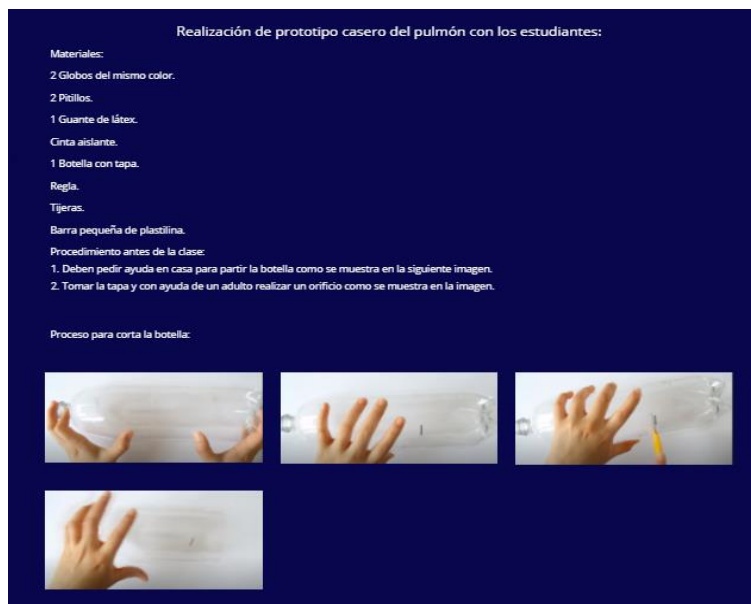 Realización de prototipo casero del pulmón con los estudiantes:
Materiales:
2 Globos del mismo color.
2 Pitillos.
1 Guante de látex.
Cinta aislante.
1 Botella con tapa.
Regla.
Tijeras.
Barra pequeña de plastilina.
Procedimiento antes de la clase:
1. Deben pedir ayuda en casa para partir la botella como se muestra en la siguiente imagen.
2. Tomar la tapa y con ayuda de un adulto realizar un orificio como se muestra en la imagen.
Proceso para corta la botella: